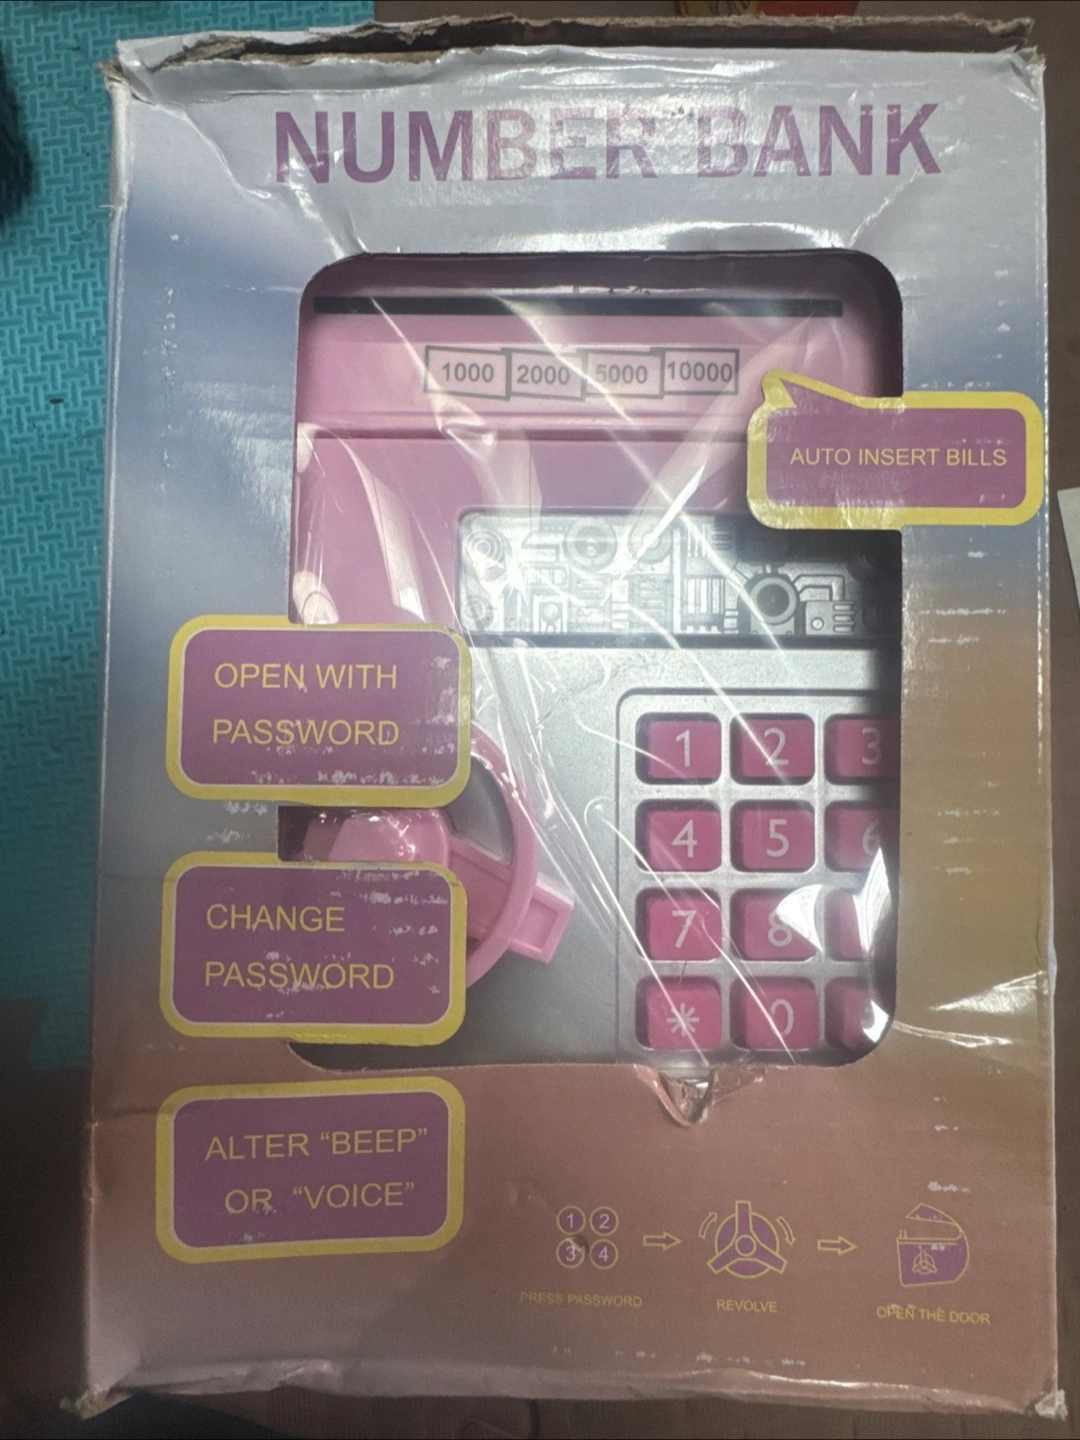 NUMBER BANK
1000 2000 5000 10000
AUTO INSERT BILLS
OPEN WITH
PASSWORD
1 2 3
4 5 6
CHANGE
PASSWORD
7 8
* 0
ALTER “BEEP”
OR “VOICE”
1 2
3 4
PRESS PASSWORD
REVOLVE
OPEN THE DOOR